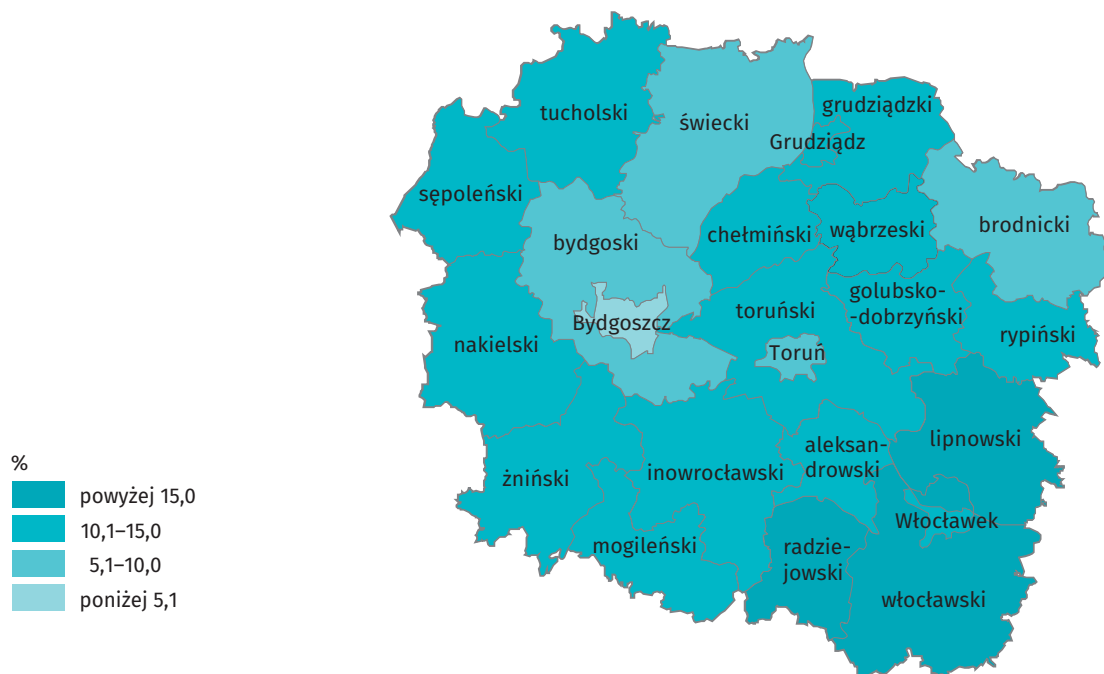 tucholski
świecki
grudziądzki
Grudziądz
sępoleński
bydgoski
chełmiński
wąbrzeski
brodnicki
golubsko-
-dobrzyński
toruński
Bydgoszcz
nakielski
Toruń
rypiński
lipnowski
aleksan-
drowski
żniński
inowrocławski
Włocławek
mogileński
radzie-
jowski
włocławski
%
powyżej 15,0
10,1–15,0
5,1–10,0
poniżej 5,1